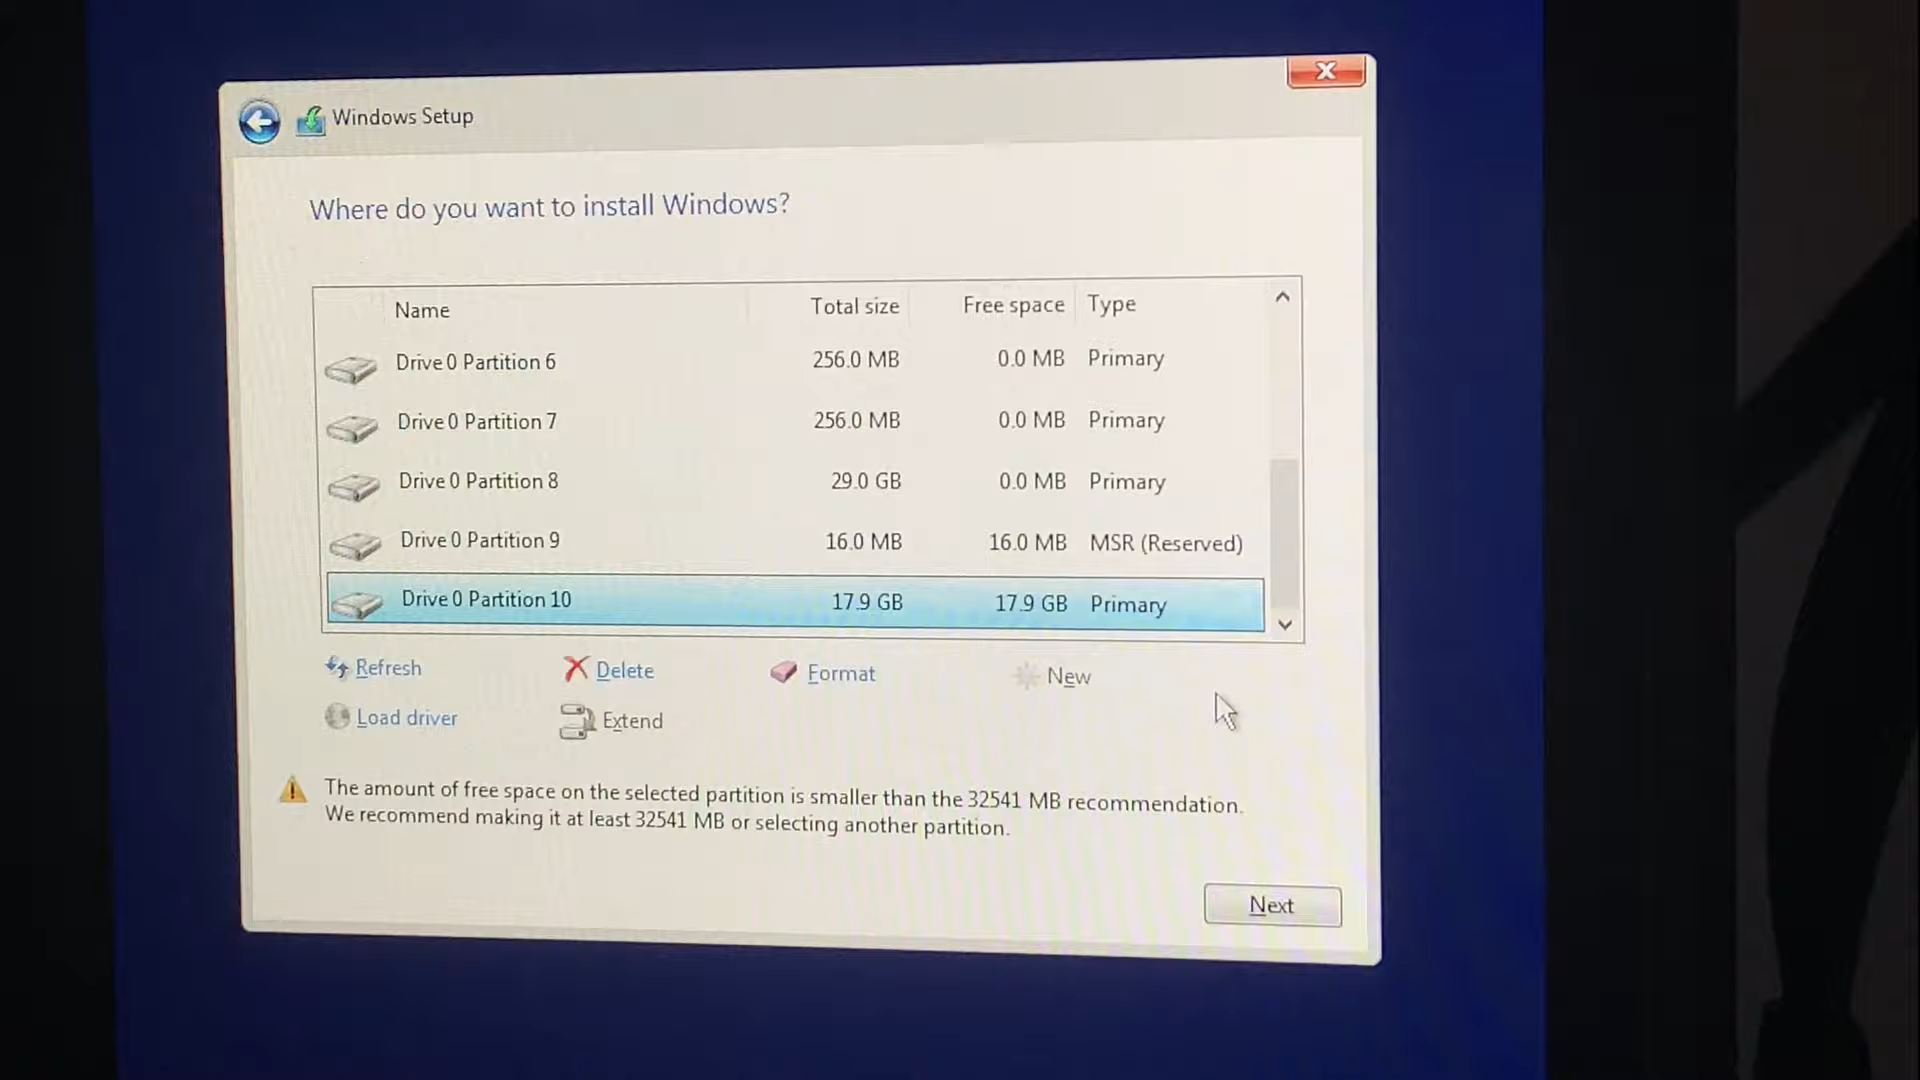 Windows Setup
Where do you want to install Windows?
Name Total size Free space Type
Drive 0 Partition 6 256.0 MB 0.0 MB Primary
Drive 0 Partition 7 256.0 MB 0.0 MB Primary
Drive 0 Partition 8 29.0 GB 0.0 MB Primary
Drive 0 Partition 9 16.0 MB 16.0 MB MSR (Reserved)
Drive 0 Partition 10 17.9 GB 17.9 GB Primary
Refresh Delete Format New
Load driver Extend
The amount of free space on the selected partition is smaller than the 32541 MB recommendation.
We recommend making it at least 32541 MB or selecting another partition.
Next